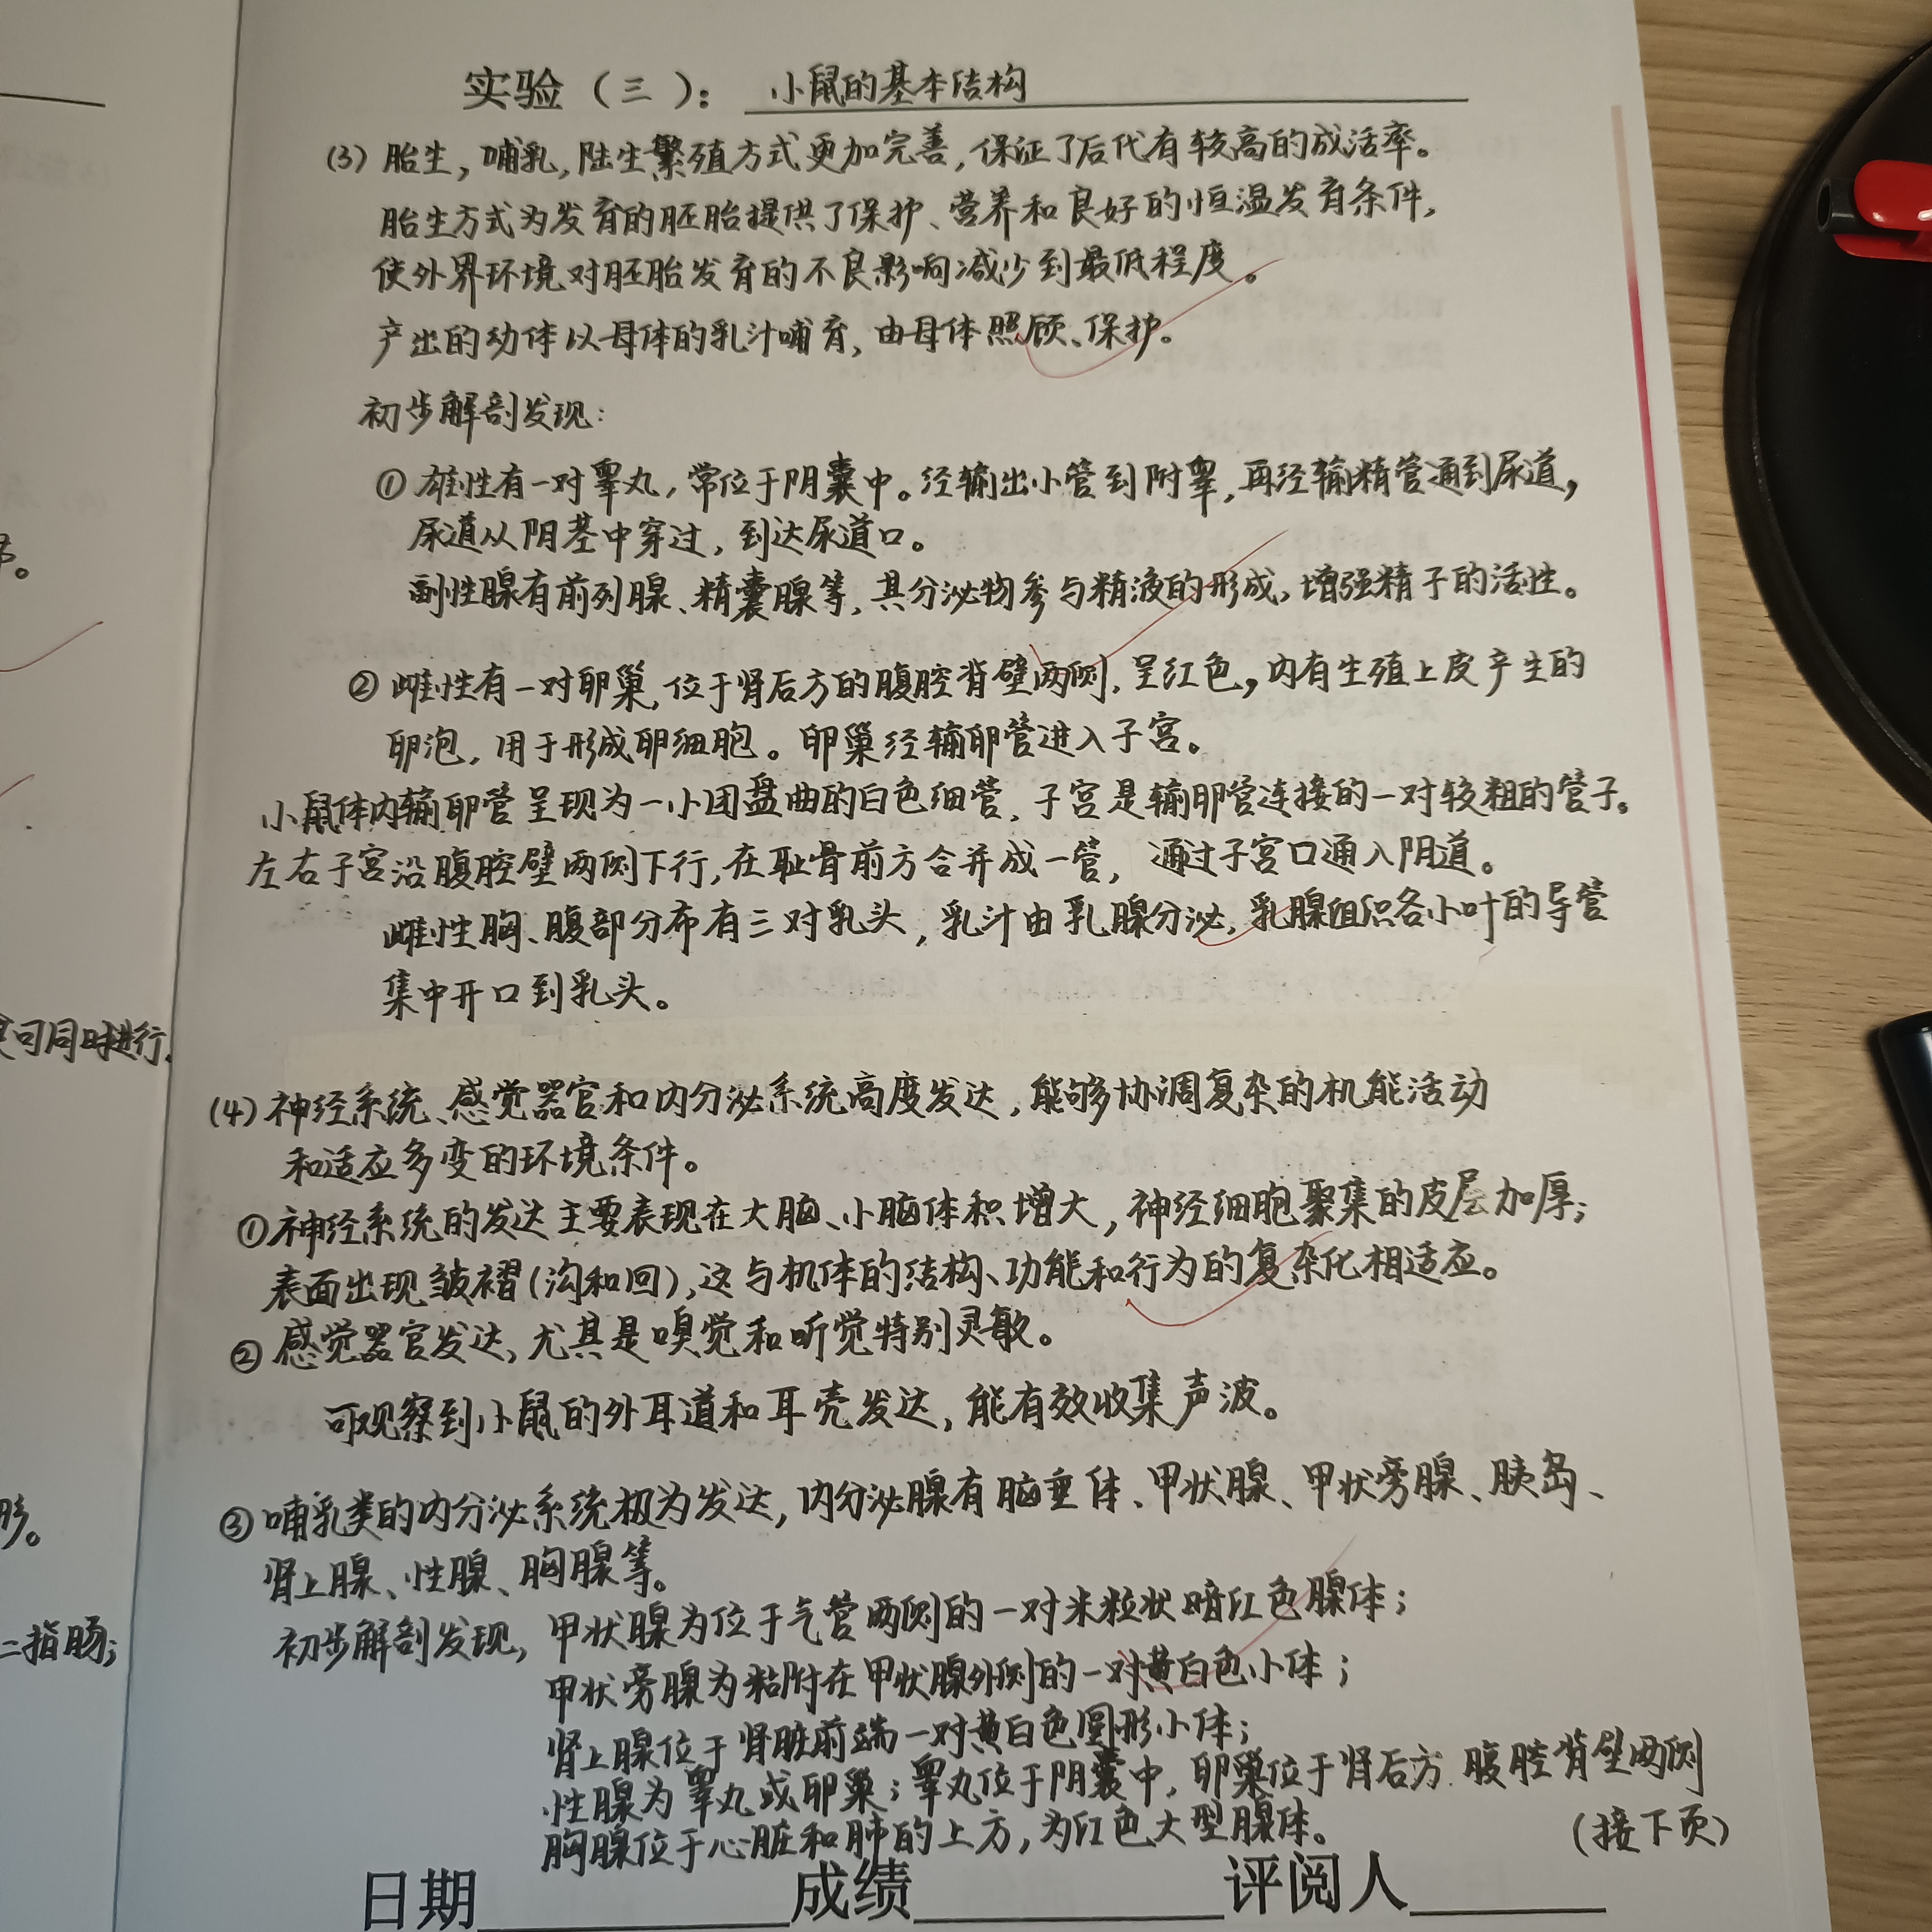 实验（三）： 小鼠的基本结构
(3) 胎生，哺乳，陆生繁殖方式更加完善，保证了后代有较高的成活率。
胎生方式为发育的胚胎提供了保护、营养和良好的恒温发育条件，
使外界环境对胚胎发育的不良影响减少到最低程度。
产出的幼体以母体的乳汁哺育，由母体照顾、保护。
初步解剖发现：
① 雄性有一对睾丸，常位于阴囊中。经输出小管到附睾，再经输精管通到尿道，
尿道从阴茎中穿过，到达尿道口。
副性腺有前列腺、精囊腺等，其分泌物参与精液的形成，增强精子的活性。
② 雌性有一对卵巢，位于肾后方的腹腔背壁两侧，呈红色，内有生殖上皮产生的
卵泡，用于形成卵细胞。卵巢经输卵管进入子宫。
小鼠体内输卵管呈现为一小团盘曲的白色细管，子宫是输卵管连接的一对较粗的管子。
左右子宫沿腹腔壁两侧下行，在耻骨前方合并成一管，通过子宫口通入阴道。
雌性胸、腹部分布有三对乳头，乳汁由乳腺分泌，乳腺组织各小叶的导管
集中开口到乳头。
(4) 神经系统、感觉器官和内分泌系统高度发达，能够协调复杂的机能活动
和适应多变的环境条件。
① 神经系统的发达主要表现在大脑、小脑体积增大，神经细胞聚集的皮层加厚；
表面出现皱褶(沟和回)，这与机体的结构、功能和行为的复杂化相适应。
② 感觉器官发达，尤其是嗅觉和听觉特别灵敏。
可观察到小鼠的外耳道和耳壳发达，能有效收集声波。
③ 哺乳类的内分泌系统极为发达，内分泌腺有脑垂体、甲状腺、甲状旁腺、胰岛、
肾上腺、性腺、胸腺等。
初步解剖发现，甲状腺为位于气管两侧的一对米粒状暗红色腺体；
甲状旁腺为粘附在甲状腺外侧的一对黄白色小体；
肾上腺位于肾脏前端一对黄白色圆形小体；
性腺为睾丸或卵巢；睾丸位于阴囊中，卵巢位于肾后方.腹腔背壁两侧
胸腺位于心脏和肺的上方，为红色大型腺体。
(接下页)
日期 成绩 评阅人
可同时进行.
形。
二指肠；